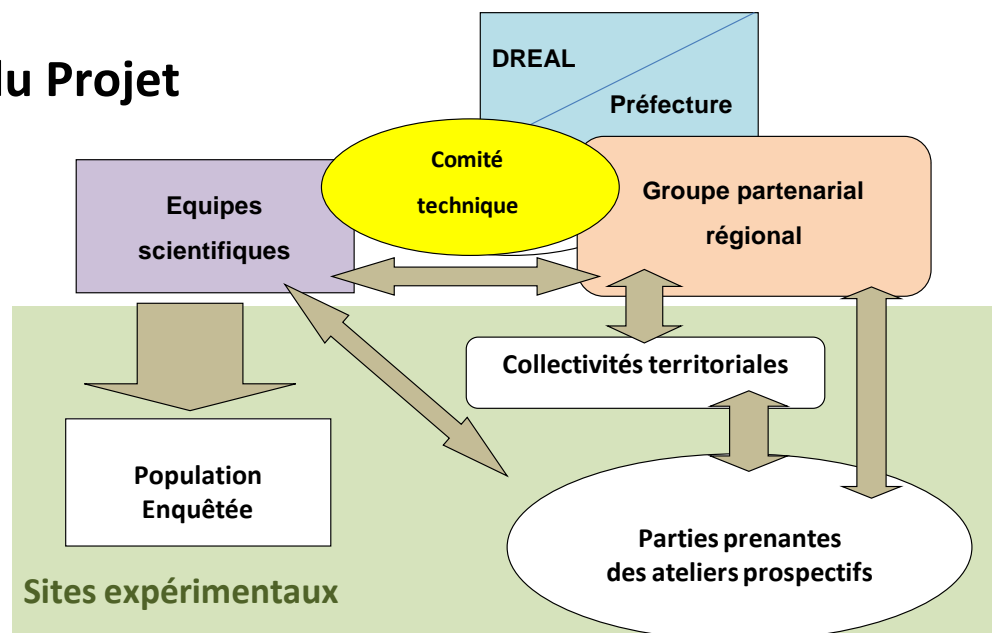 du Projet
DREAL
Préfecture
Comité
technique
Equipes
scientifiques
Groupe partenarial
régional
Collectivités territoriales
Population
Enquêtée
Parties prenantes
des ateliers prospectifs
Sites expérimentaux